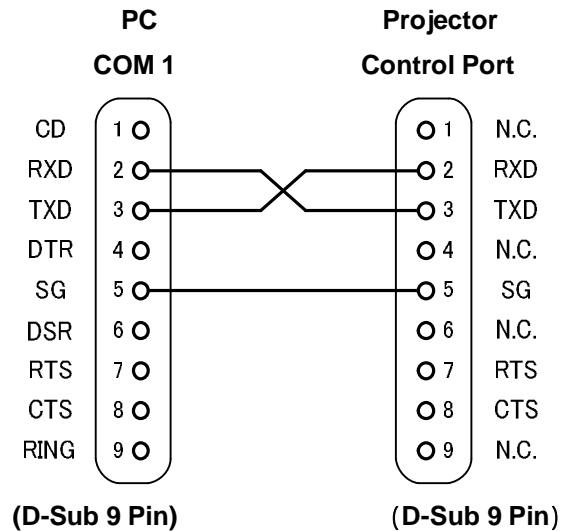 PC Projector
COM 1 Control Port
CD 1 1 N.C.
RXD 2 2 RXD
TXD 3 3 TXD
DTR 4 4 N.C.
SG 5 5 SG
DSR 6 6 N.C.
RTS 7 7 RTS
CTS 8 8 CTS
RING 9 9 N.C.
(D-Sub 9 Pin) (D-Sub 9 Pin)